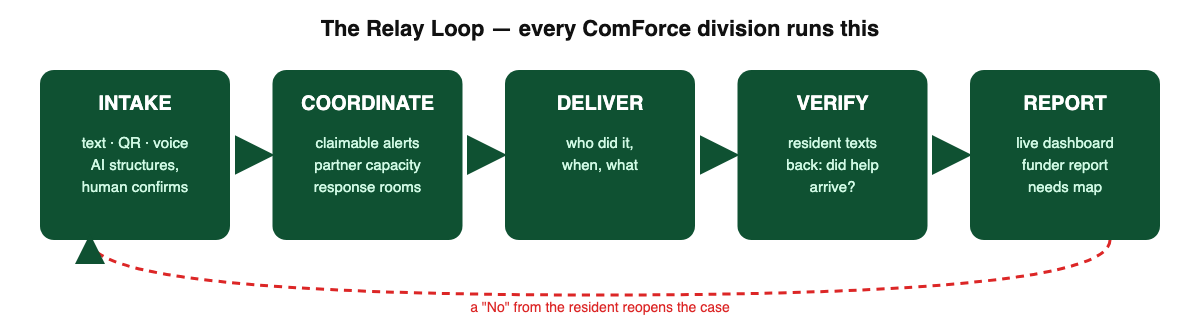 The Relay Loop — every ComForce division runs this
INTAKE
text · QR · voice
AI structures,
human confirms
COORDINATE
claimable alerts
partner capacity
response rooms
DELIVER
who did it,
when, what
VERIFY
resident texts
back: did help
arrive?
REPORT
live dashboard
funder report
needs map
a "No" from the resident reopens the case